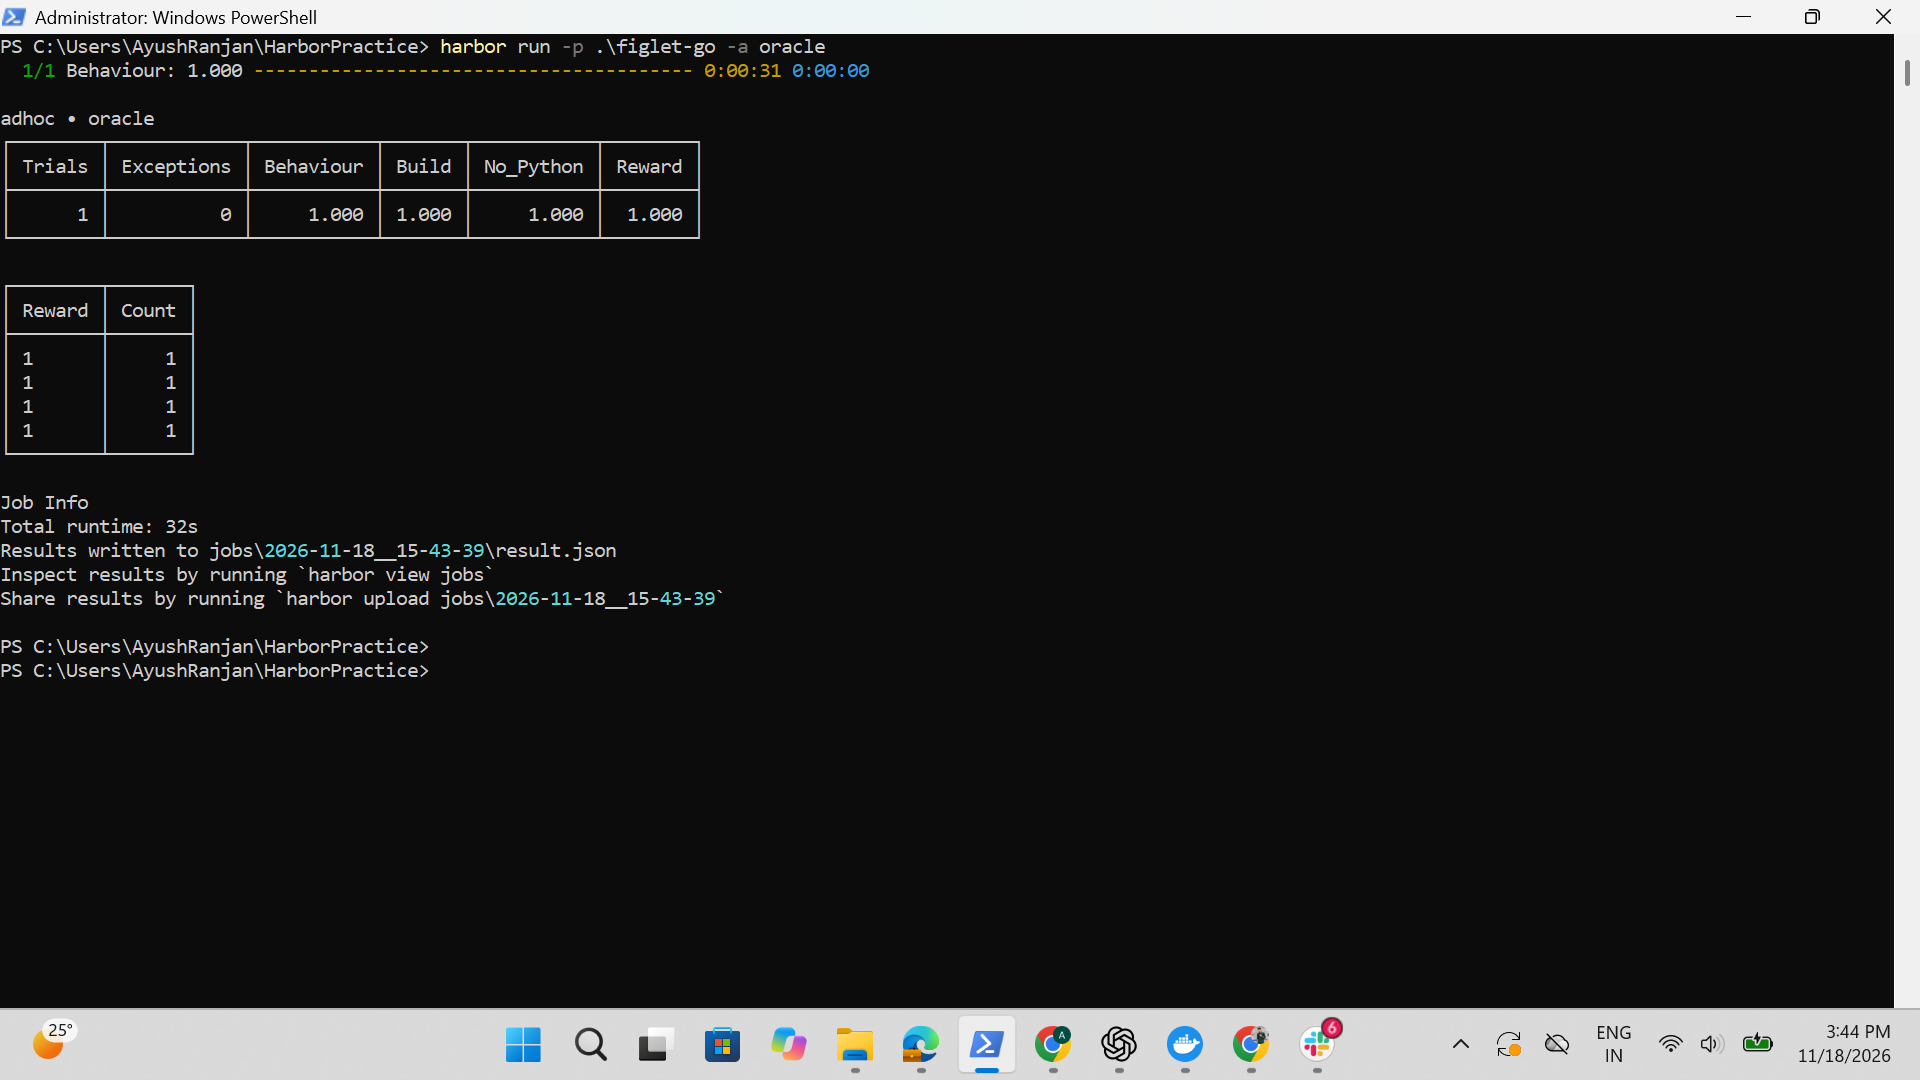 Administrator: Windows PowerShell
PS C:\Users\AyushRanjan\HarborPractice> harbor run -p .\figlet-go -a oracle
1/1 Behaviour: 1.000 ---------------------------------------- 0:00:31 0:00:00
adhoc • oracle
Trials Exceptions Behaviour Build No_Python Reward
1 0 1.000 1.000 1.000 1.000
Reward Count
1 1
1 1
1 1
1 1
Job Info
Total runtime: 32s
Results written to jobs\2026-11-18__15-43-39\result.json
Inspect results by running `harbor view jobs`
Share results by running `harbor upload jobs\2026-11-18__15-43-39`
PS C:\Users\AyushRanjan\HarborPractice>
PS C:\Users\AyushRanjan\HarborPractice>
25°
A
6
ENG
IN
3:44 PM
11/18/2026